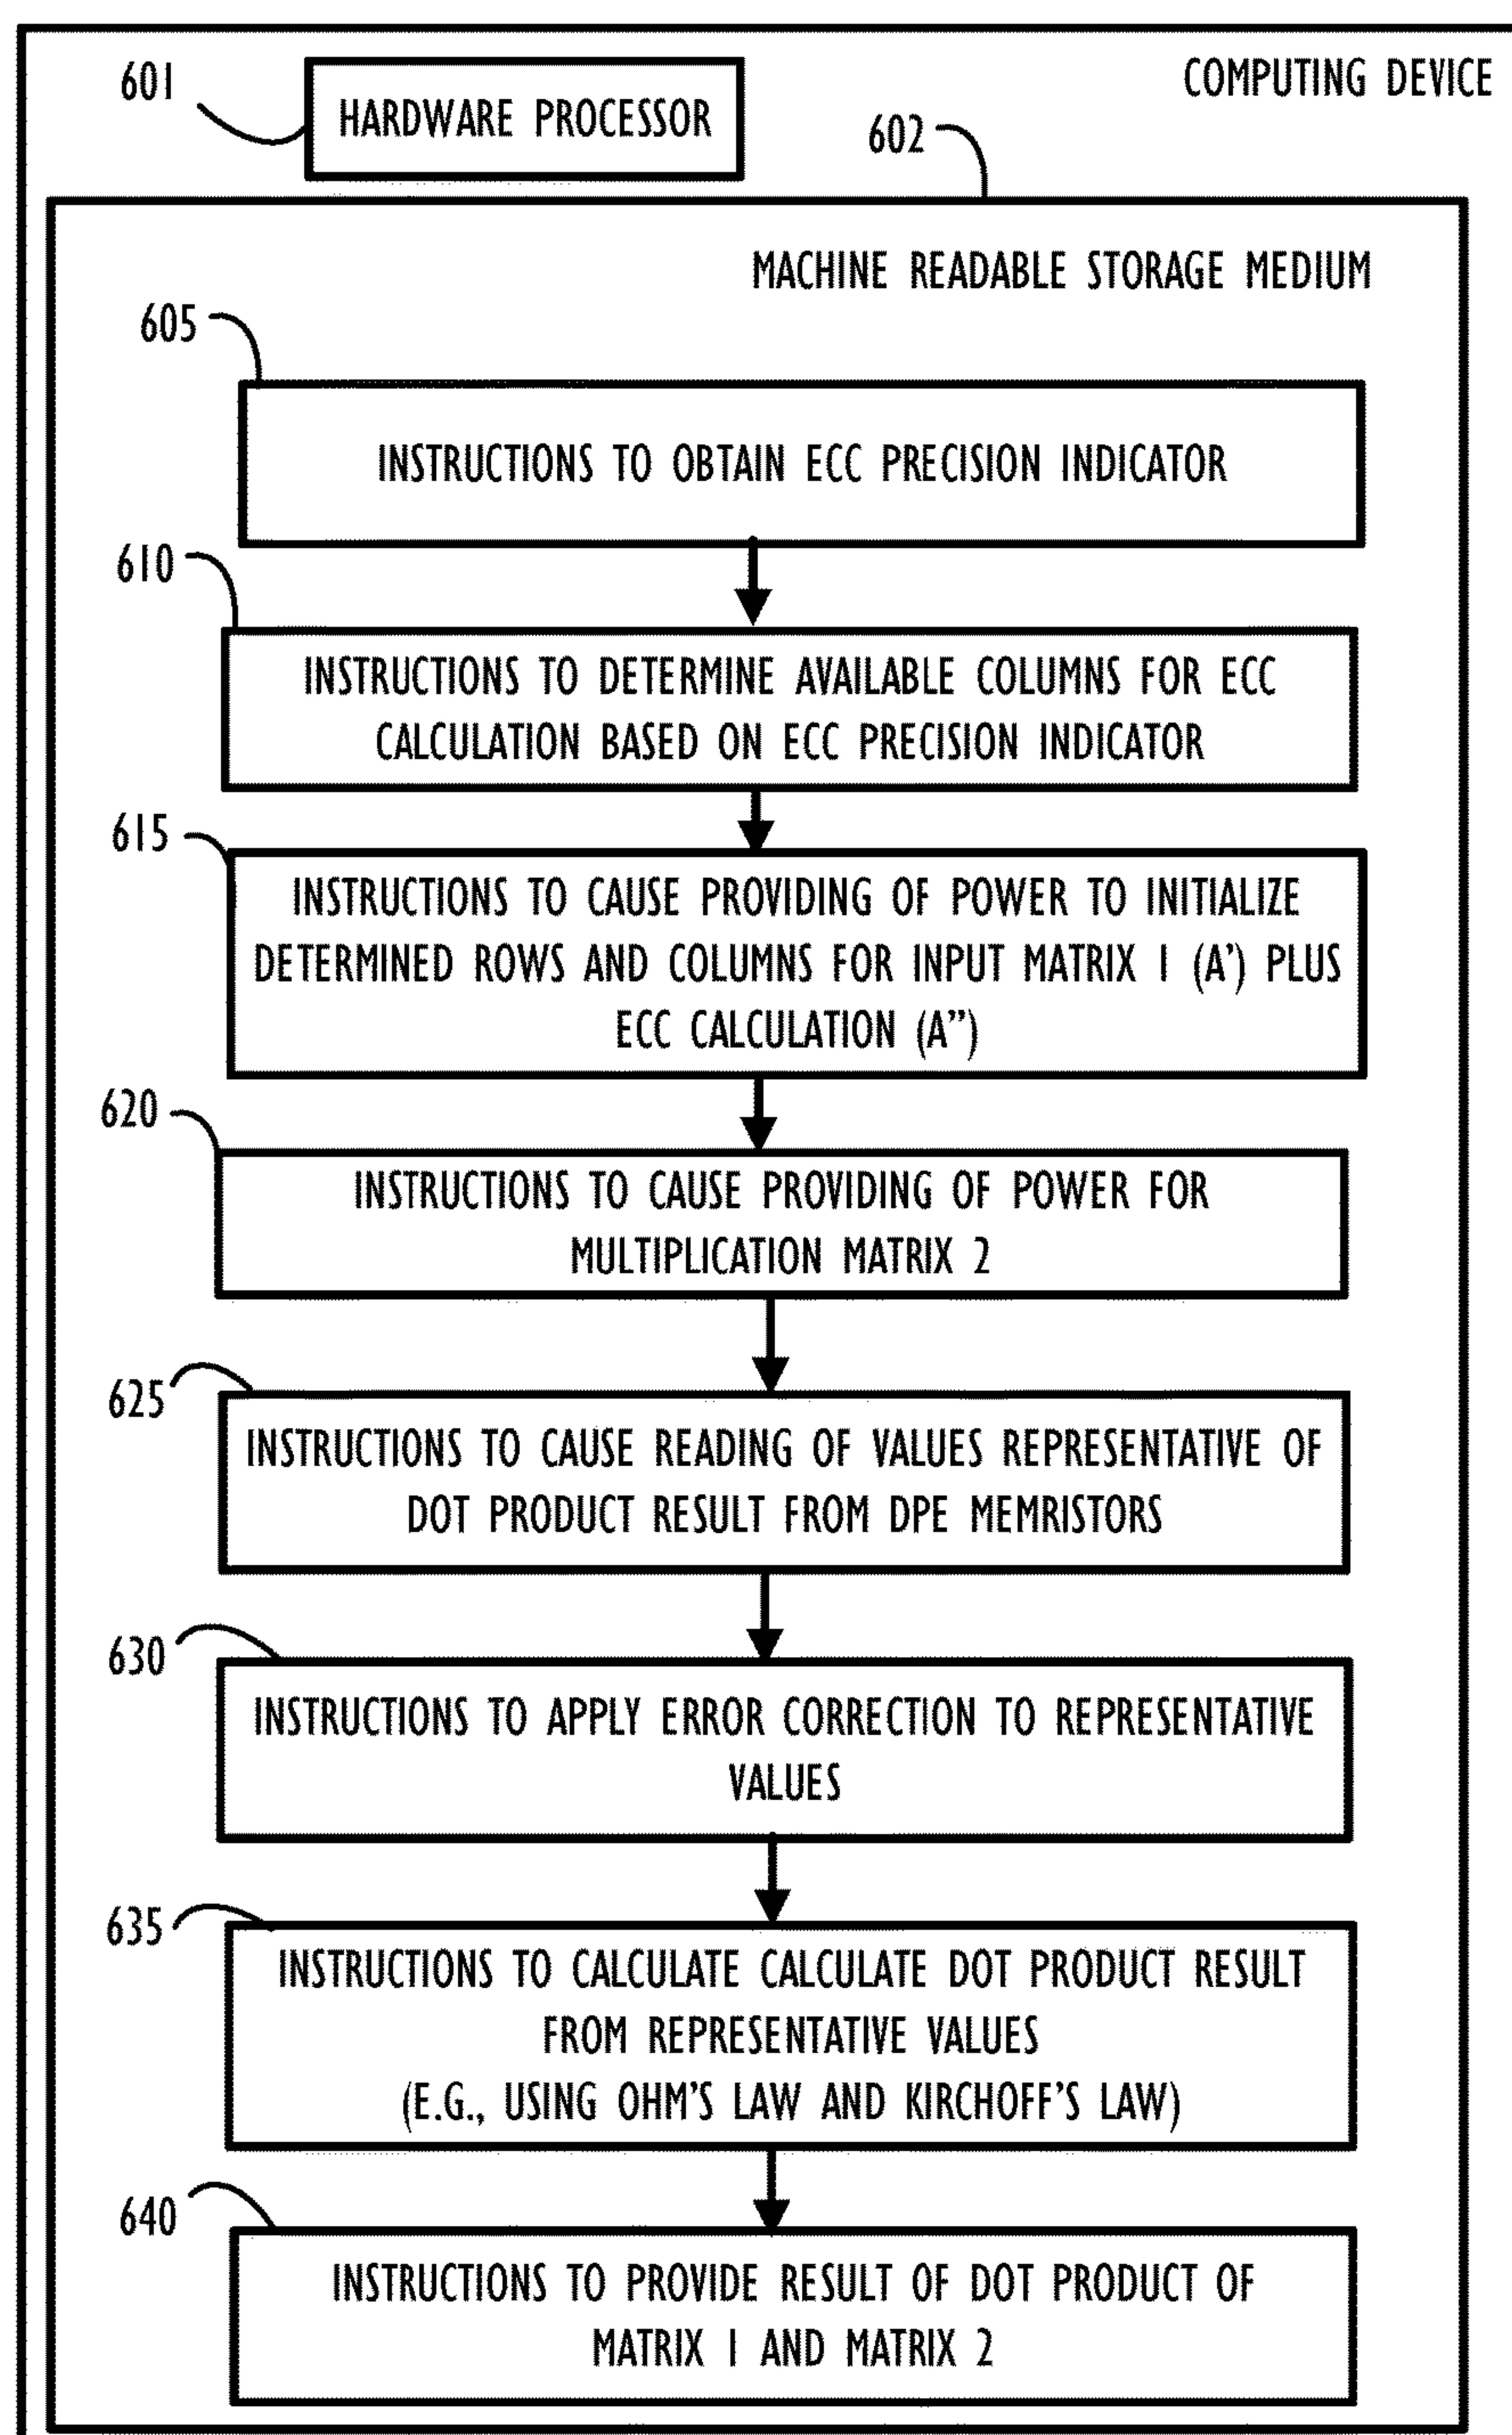 COMPUTING DEVICE
601
HARDWARE PROCESSOR
602
MACHINE READABLE STORAGE MEDIUM
605
INSTRUCTIONS TO OBTAIN ECC PRECISION INDICATOR
610
INSTRUCTIONS TO DETERMINE AVAILABLE COLUMNS FOR ECC
CALCULATION BASED ON ECC PRECISION INDICATOR
615
INSTRUCTIONS TO CAUSE PROVIDING OF POWER TO INITIALIZE
DETERMINED ROWS AND COLUMNS FOR INPUT MATRIX 1 (A') PLUS
ECC CALCULATION (A")
620
INSTRUCTIONS TO CAUSE PROVIDING OF POWER FOR
MULTIPLICATION MATRIX 2
625
INSTRUCTIONS TO CAUSE READING OF VALUES REPRESENTATIVE OF
DOT PRODUCT RESULT FROM DPE MEMRISTORS
630
INSTRUCTIONS TO APPLY ERROR CORRECTION TO REPRESENTATIVE
VALUES
635
INSTRUCTIONS TO CALCULATE CALCULATE DOT PRODUCT RESULT
FROM REPRESENTATIVE VALUES
(E.G., USING OHM'S LAW AND KIRCHOFF'S LAW)
640
INSTRUCTIONS TO PROVIDE RESULT OF DOT PRODUCT OF
MATRIX 1 AND MATRIX 2